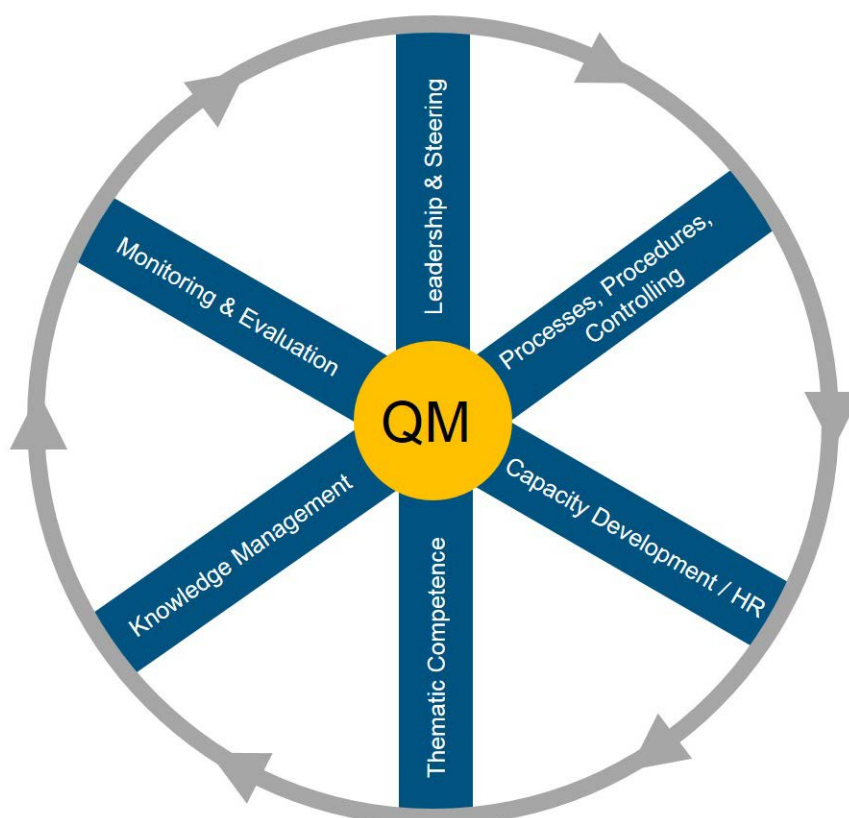 Leadership & Steering
Processes, Procedures,
Controlling
Monitoring & Evaluation
QM
Capacity Development / HR
Knowledge Management
Thematic Competence